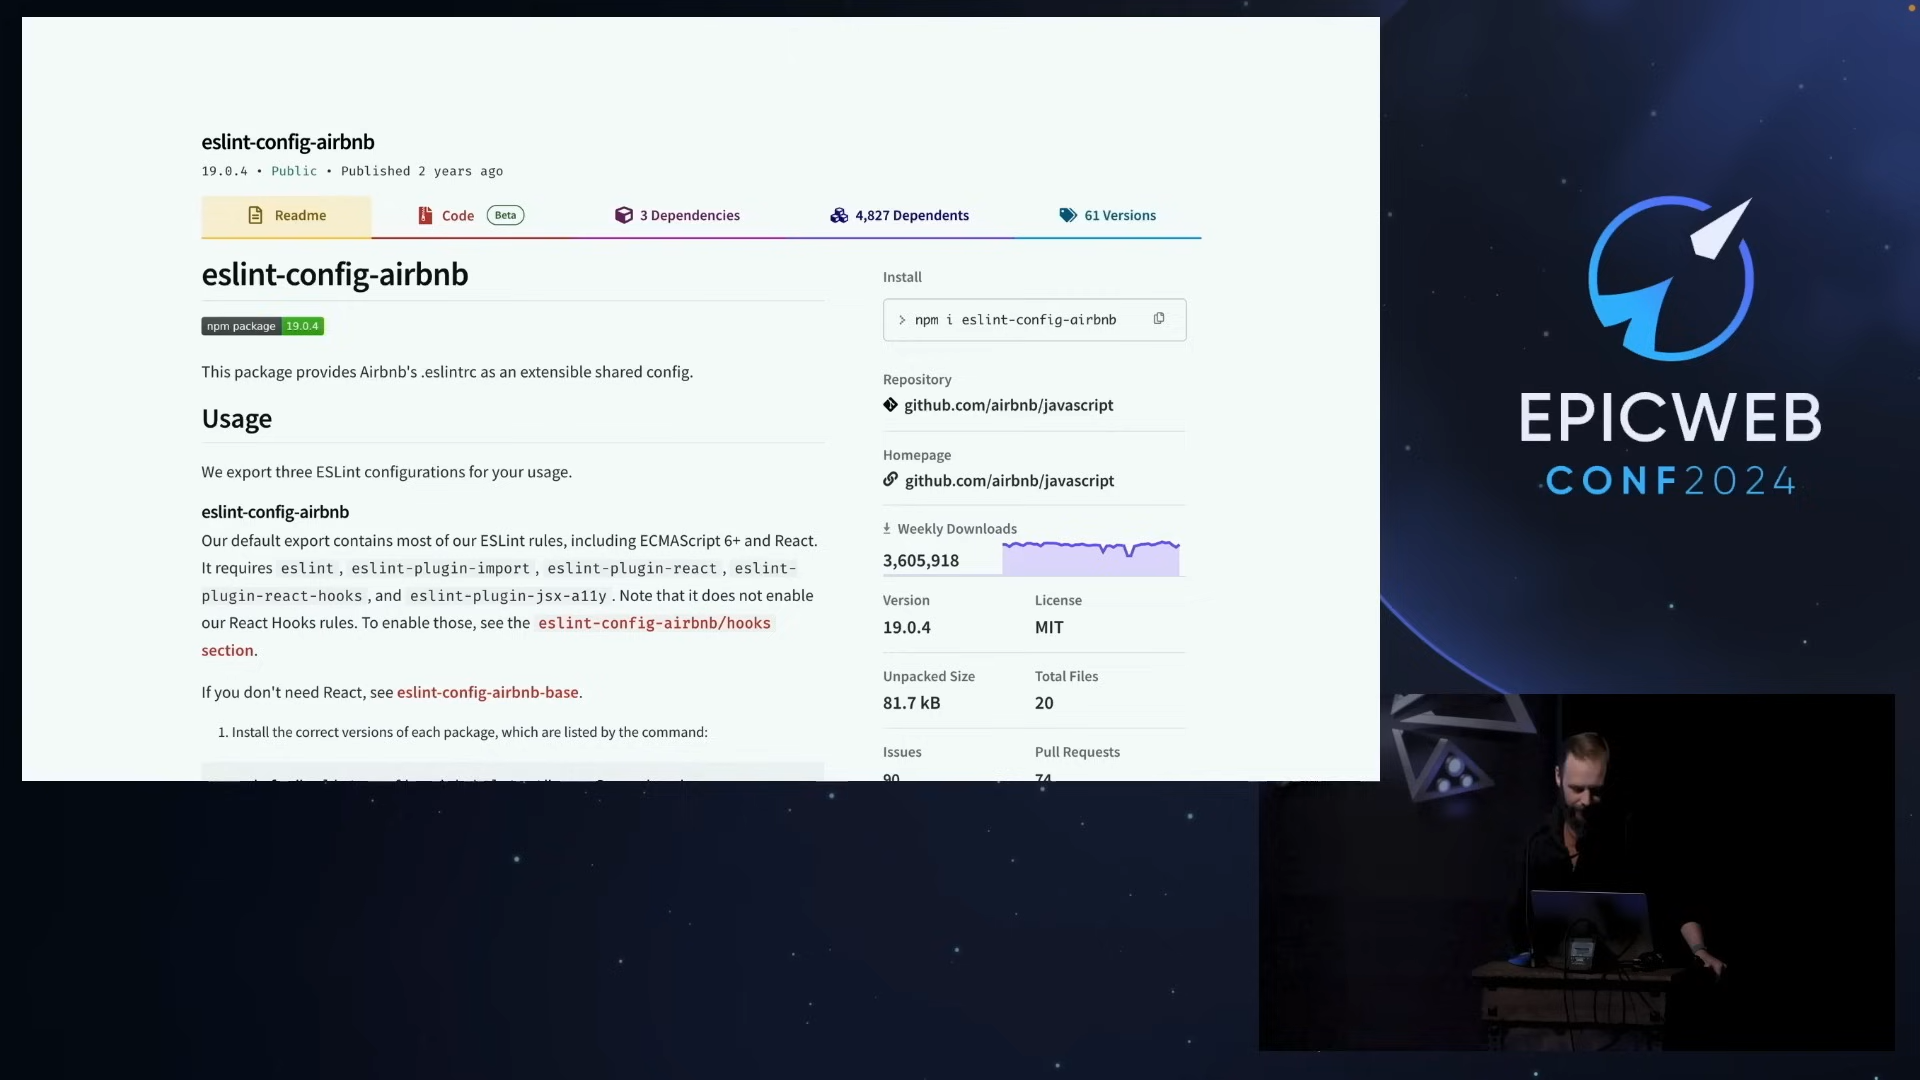 eslint-config-airbnb
19.0.4 • Public • Published 2 years ago
Readme
Code Beta
3 Dependencies
4,827 Dependents
61 Versions
eslint-config-airbnb
npm package 19.0.4
This package provides Airbnb's .eslintrc as an extensible shared config.
Usage
We export three ESLint configurations for your usage.
eslint-config-airbnb
Our default export contains most of our ESLint rules, including ECMAScript 6+ and React.
It requires eslint , eslint-plugin-import , eslint-plugin-react , eslint-
plugin-react-hooks , and eslint-plugin-jsx-a11y . Note that it does not enable
our React Hooks rules. To enable those, see the eslint-config-airbnb/hooks
section.
If you don't need React, see eslint-config-airbnb-base.
1. Install the correct versions of each package, which are listed by the command:
Install
> npm i eslint-config-airbnb
Repository
github.com/airbnb/javascript
Homepage
github.com/airbnb/javascript
Weekly Downloads
3,605,918
Version
License
19.0.4
MIT
Unpacked Size
Total Files
81.7 kB
20
Issues
Pull Requests
90
74
EPICWEB
CONF2024